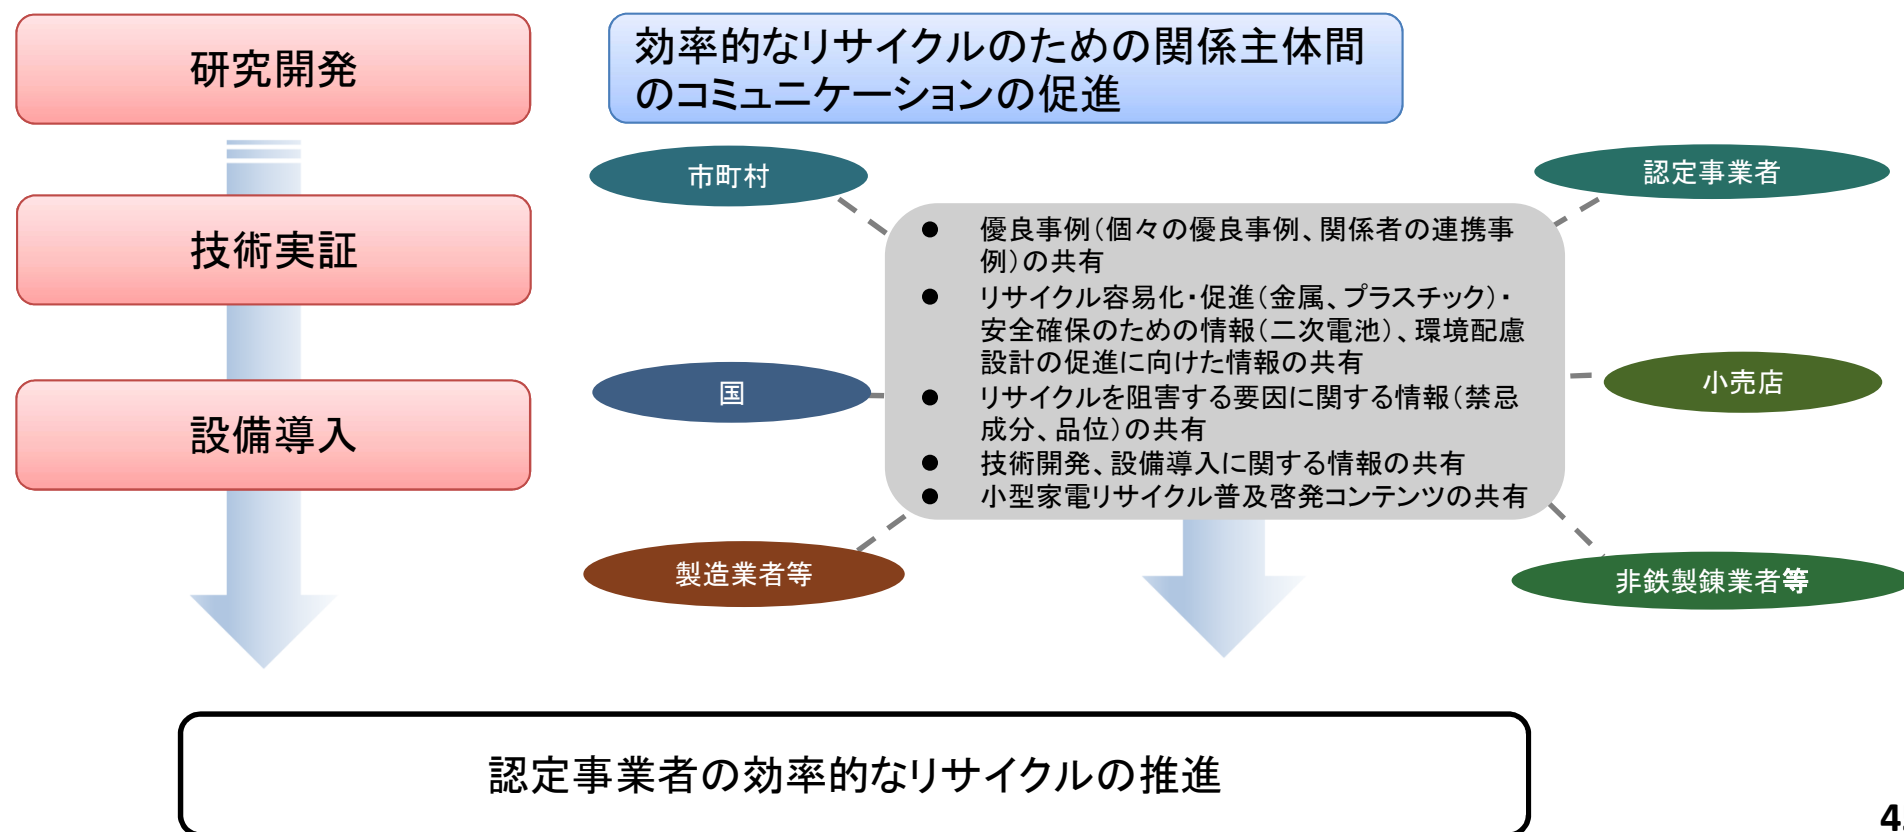 研究開発
技術実証
設備導入
効率的なリサイクルのための関係主体間
のコミュニケーションの促進
市町村
認定事業者
国
小売店
製造業者等
非鉄製錬業者等
● 優良事例（個々の優良事例、関係者の連携事
例）の共有
● リサイクル容易化・促進（金属、プラスチック）・
安全確保のための情報（二次電池）、環境配慮
設計の促進に向けた情報の共有
● リサイクルを阻害する要因に関する情報（禁忌
成分、品位）の共有
● 技術開発、設備導入に関する情報の共有
● 小型家電リサイクル普及啓発コンテンツの共有
認定事業者の効率的なリサイクルの推進
4